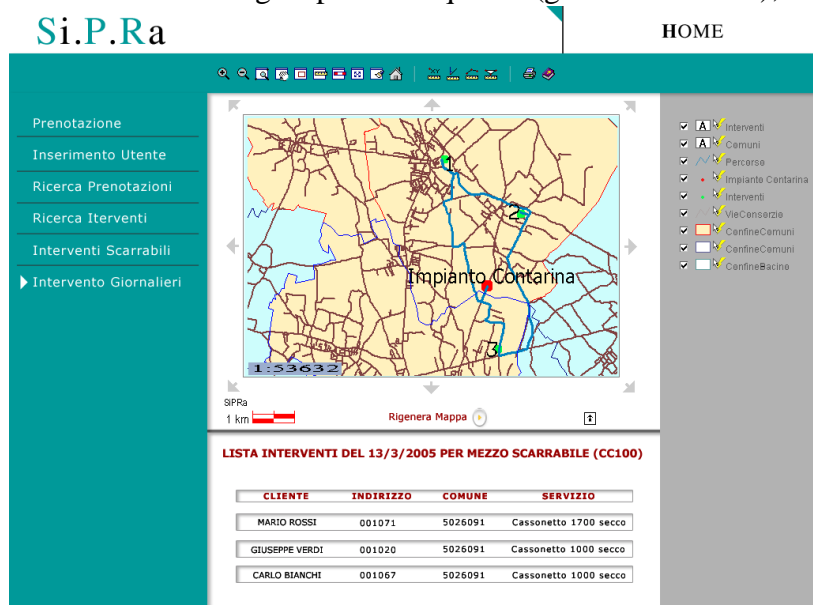 Si.P.Ra
HOME
Prenotazione
Inserimento Utente
Ricerca Prenotazioni
Ricerca Iterventi
Interventi Scarrabili
Intervento Giornalieri
1
2
Impianto Contarina
3
1:53632
SiPRa
1 km
Rigenera Mappa
A Interventi
A Comuni
Percorso
Impianto Contarina
Interventi
VieConsorzio
ConfineComuni
ConfineComuni
ConfineBacino
LISTA INTERVENTI DEL 13/3/2005 PER MEZZO SCARRABILE (CC100)
CLIENTE INDIRIZZO COMUNE SERVIZIO
MARIO ROSSI 001071 5026091 Cassonetto 1700 secco
GIUSEPPE VERDI 001020 5026091 Cassonetto 1000 secco
CARLO BIANCHI 001067 5026091 Cassonetto 1000 secco